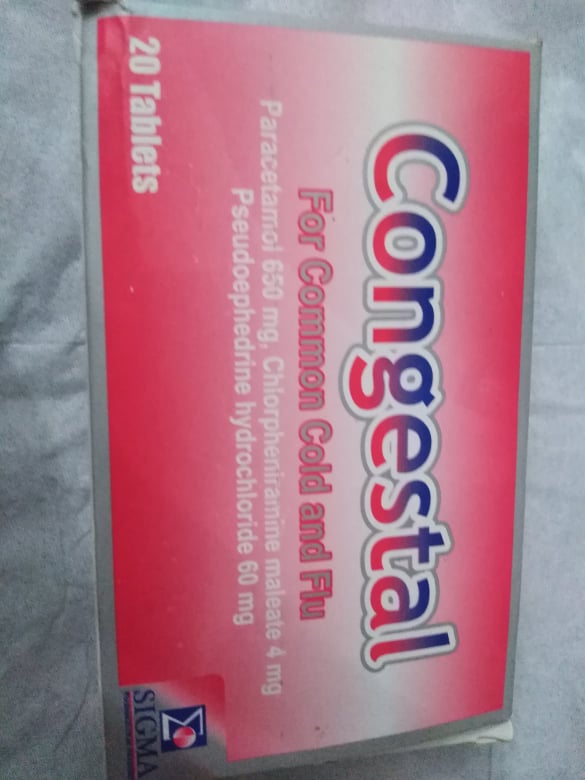 Congestal
For Common Cold and Flu
Paracetamol 650 mg, Chlorpheniramine maleate 4 mg
Pseudoephedrine hydrochloride 60 mg
20 Tablets
SIGMA